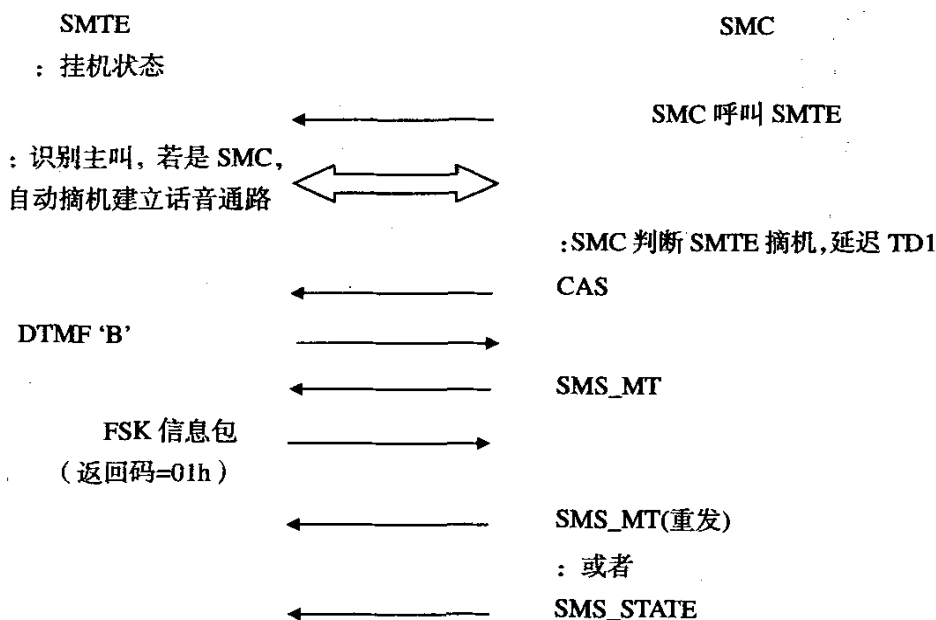 SMTE
SMC
：挂机状态
SMC 呼叫 SMTE
：识别主叫，若是 SMC，
自动摘机建立话音通路
:SMC 判断 SMTE 摘机,延迟 TD1
CAS
DTMF ‘B’
SMS_MT
FSK 信息包
（返回码=01h）
SMS_MT(重发)
：或者
SMS_STATE